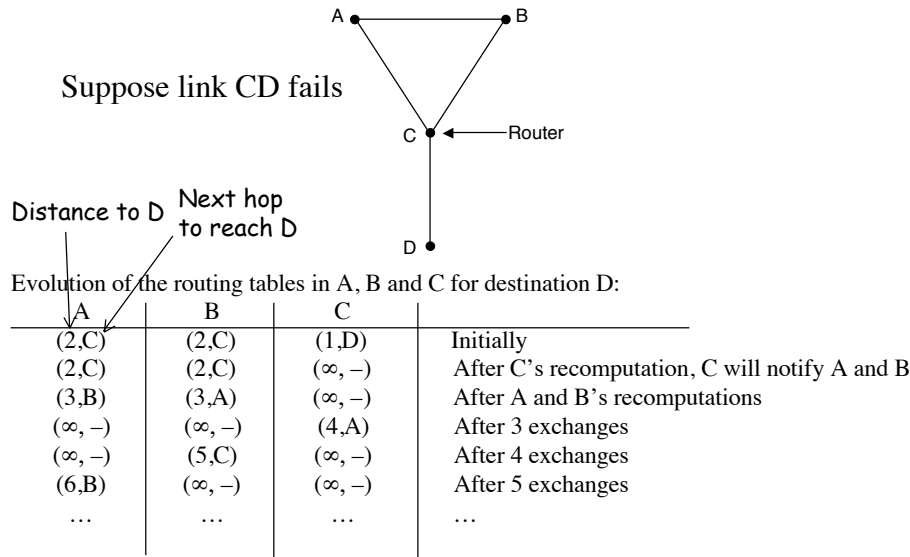 A B
Suppose link CD fails
C Router
Distance to D Next hop
to reach D
D
Evolution of the routing tables in A, B and C for destination D:
A B C
(2,C) (2,C) (1,D) Initially
(2,C) (2,C) (∞, –) After C's recomputation, C will notify A and B
(3,B) (3,A) (∞, –) After A and B's recomputations
(∞, –) (∞, –) (4,A) After 3 exchanges
(∞, –) (5,C) (∞, –) After 4 exchanges
(6,B) (∞, –) (∞, –) After 5 exchanges
… … … …